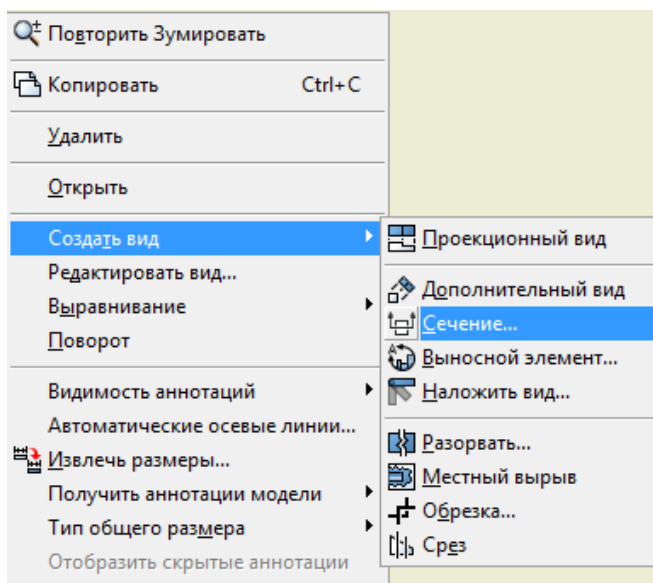 Повторить Зумировать
Копировать Ctrl+C
Удалить
Открыть
Создать вид
Редактировать вид...
Выравнивание
Поворот
Видимость аннотаций
Автоматические осевые линии...
Извлечь размеры...
Получить аннотации модели
Тип общего размера
Отобразить скрытые аннотации
Проекционный вид
Дополнительный вид
Сечение...
Выносной элемент...
Наложить вид...
Разорвать...
Местный вырыв
Обрезка...
Срез